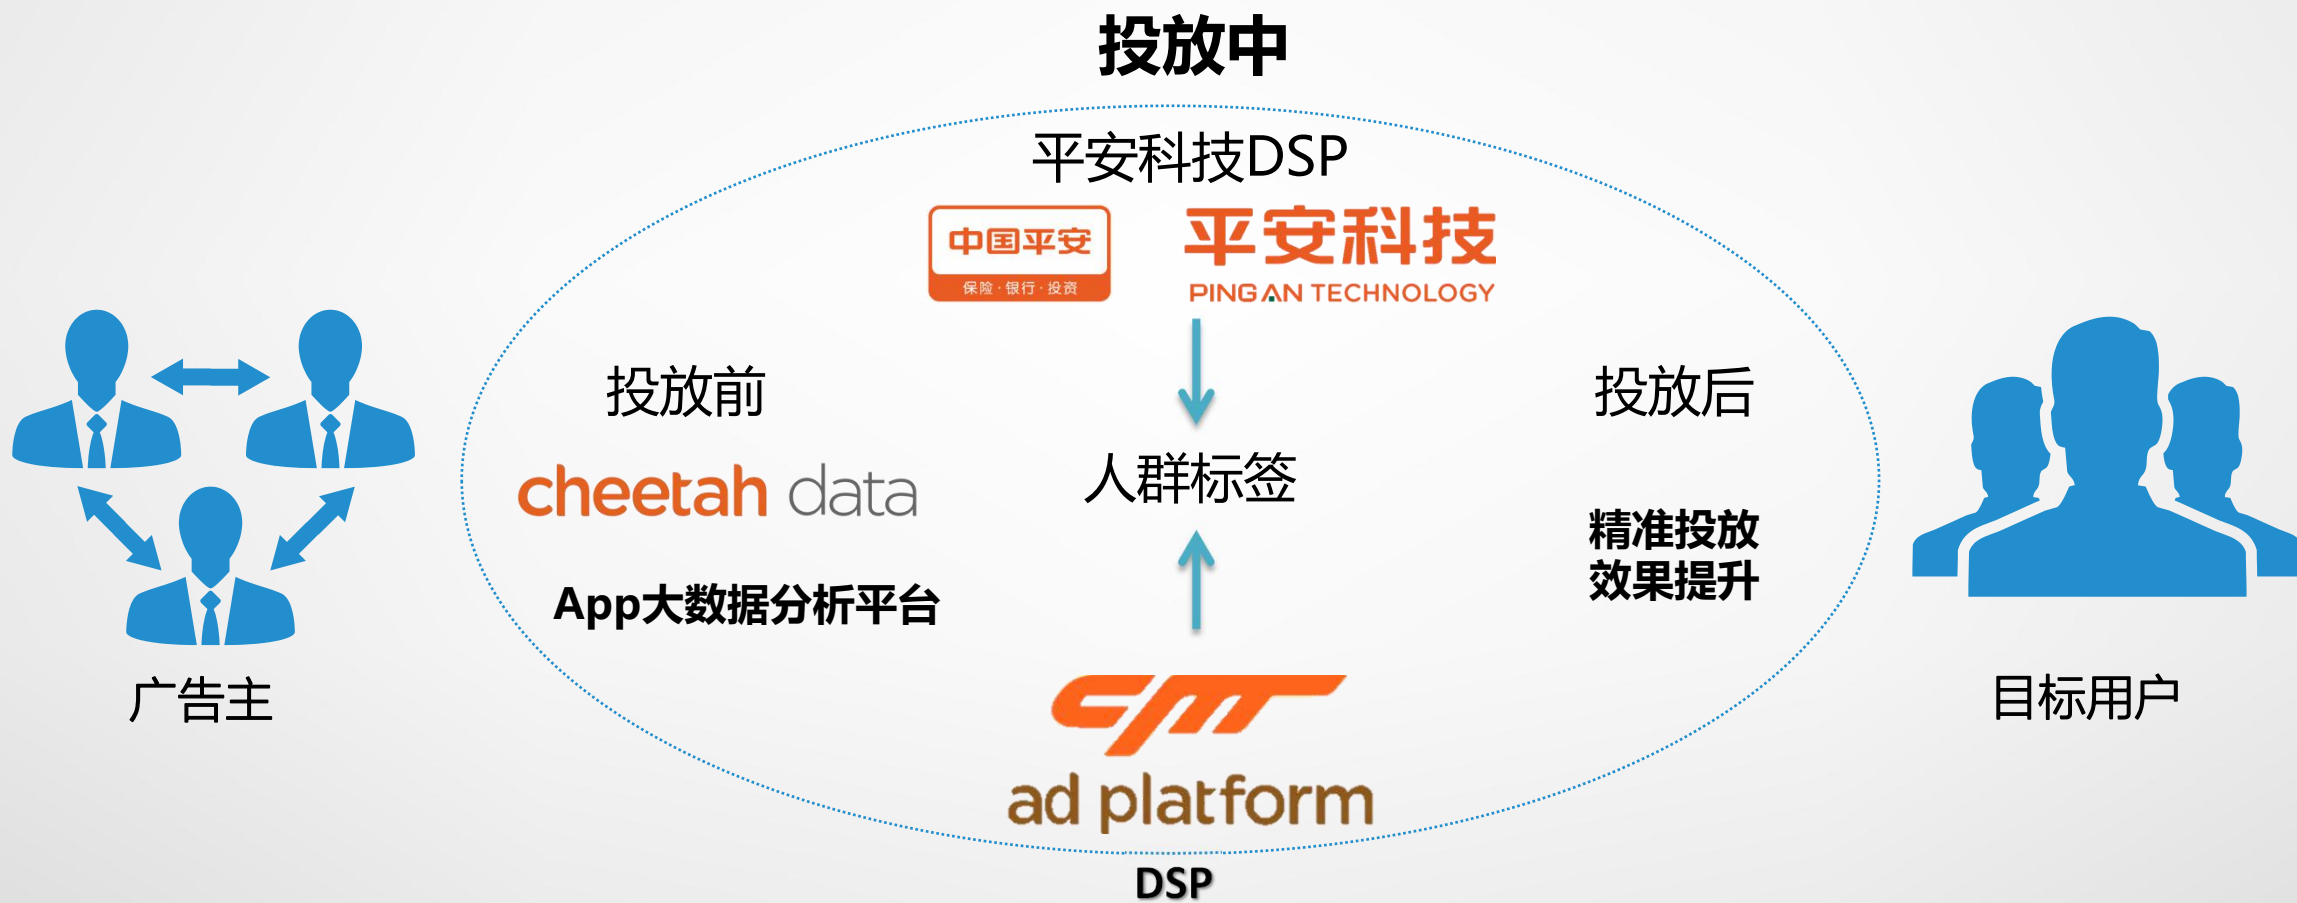 投放中
平安科技DSP
中国平安
保险·银行·投资
平安科技
PING AN TECHNOLOGY
投放前
cheetah data
App大数据分析平台
人群标签
投放后
精准投放
效果提升
广告主
目标用户
cm
ad platform
DSP